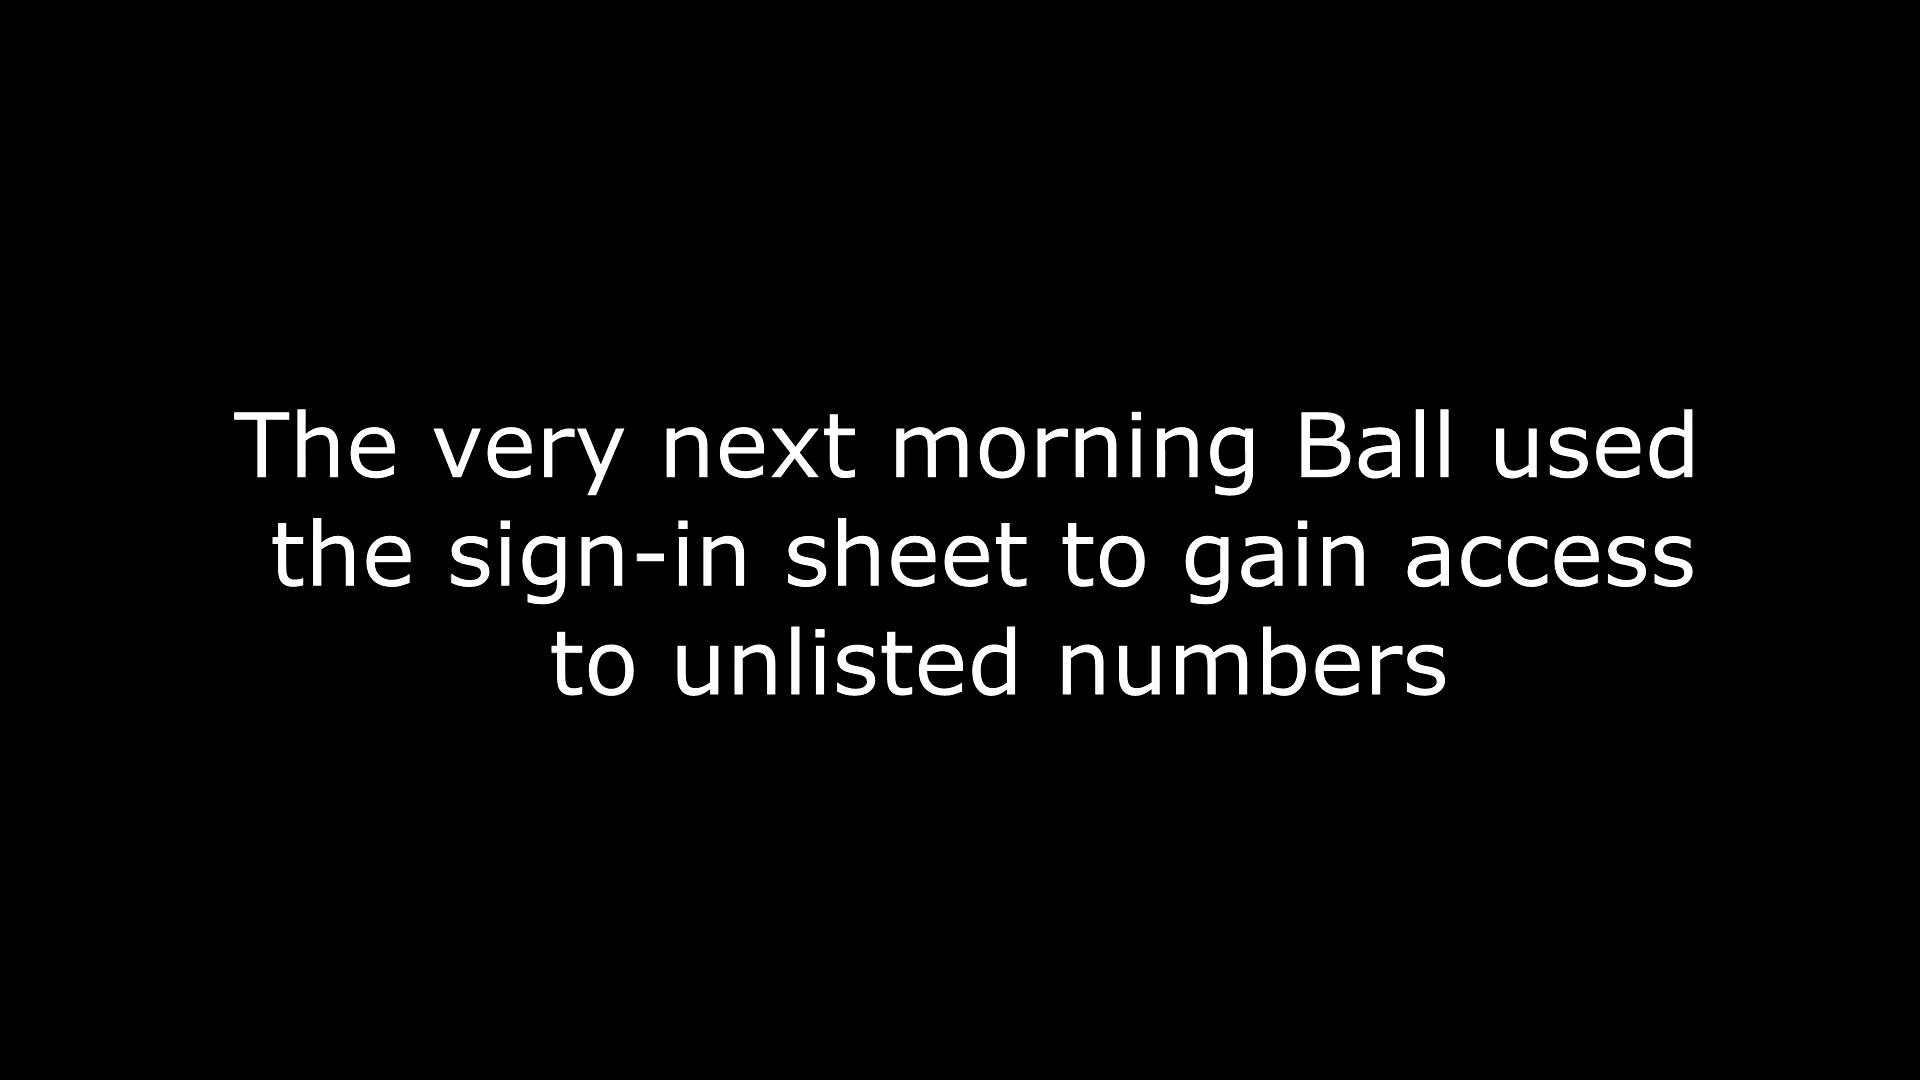 The very next morning Ball used
the sign-in sheet to gain access
to unlisted numbers